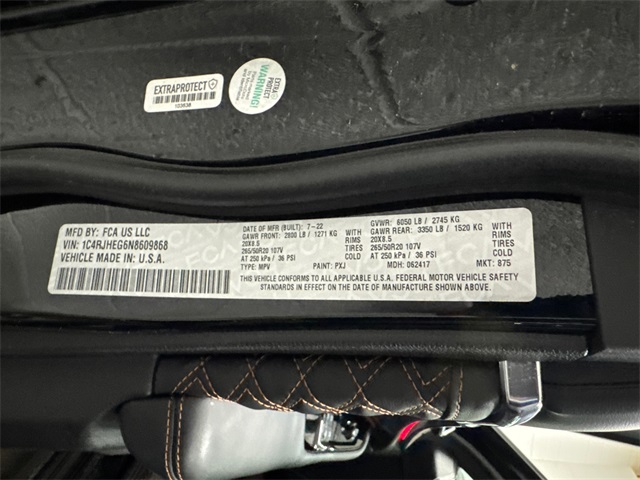 EXTRAPROTECT
103638
EXTRA
PROTECT
WARNING!
MFD BY: FCA US LLC
VIN: 1C4RJHEG6N8609868
VEHICLE MADE IN: U.S.A.
DATE OF MFR (BUILT): 7-22 GVWR: 6050 LB / 2745 KG
GAWR FRONT: 2800 LB / 1271 KG WITH GAWR REAR: 3350 LB / 1520 KG WITH
20X8.5 RIMS 20X8.5 RIMS
265/50R20 107V TIRES 265/50R20 107V TIRES
AT 250 kPa / 36 PSI COLD AT 250 kPa / 36 PSI COLD
TYPE: MPV PAINT: PXJ MDH: 062417 MKT: 875
THIS VEHICLE CONFORMS TO ALL APPLICABLE U.S.A. FEDERAL MOTOR VEHICLE SAFETY
STANDARDS IN EFFECT ON THE DATE OF MANUFACTURE SHOWN ABOVE.